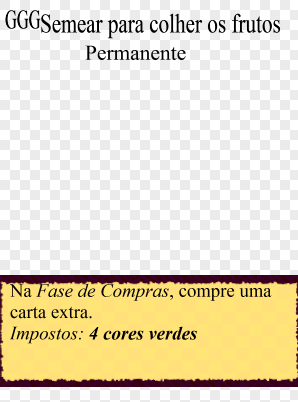 GGGSemear para colher os frutos
Permanente
Na Fase de Compras, compre uma
carta extra.
Impostos: 4 cores verdes